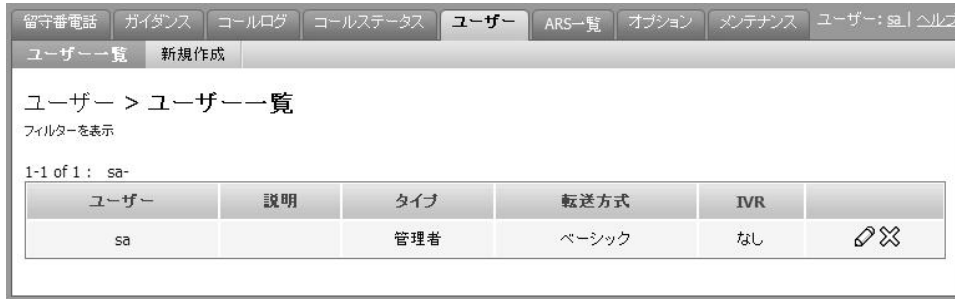 留守番電話 ガイダンス コールログ コールステータス ユーザー ARS一覧 オプション メンテナンス ユーザー: sa | ヘルプ
ユーザー一覧 新規作成
ユーザー > ユーザー一覧
フィルターを表示
1-1 of 1 : sa-
ユーザー 説明 タイプ 転送方式 IVR
sa 管理者 ベーシック なし